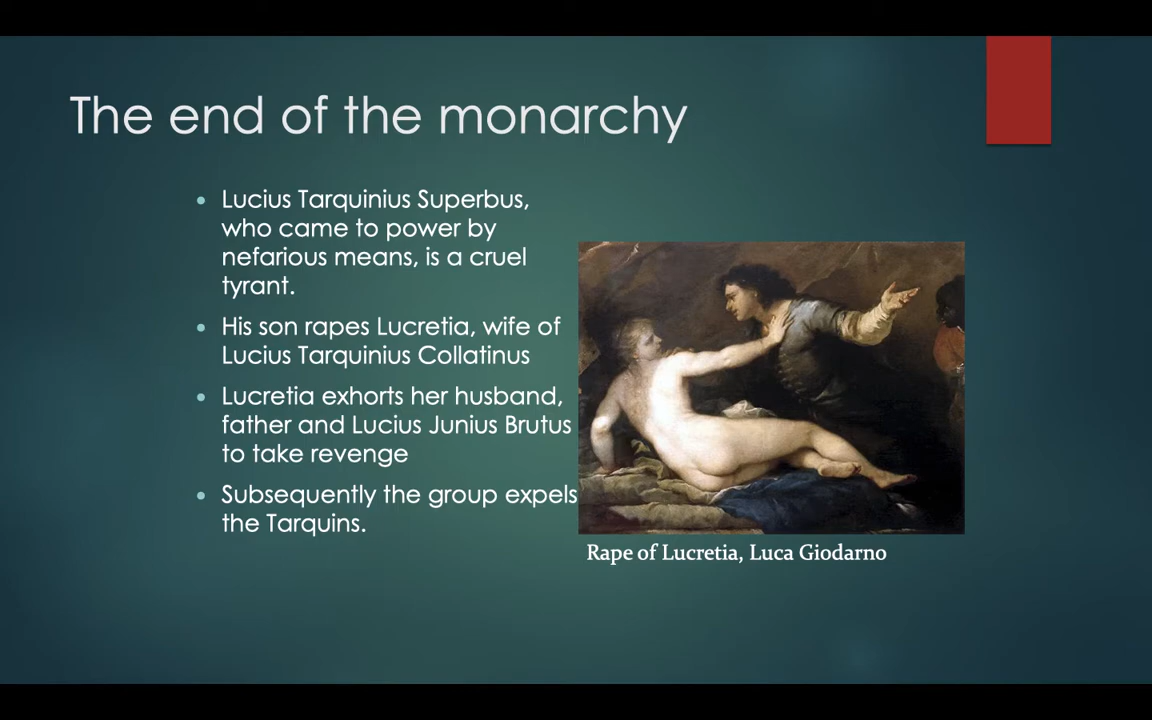 The end of the monarchy
Lucius Tarquinius Superbus,
who came to power by
nefarious means, is a cruel
tyrant.
His son rapes Lucretia, wife of
Lucius Tarquinius Collatinus
Lucretia exhorts her husband,
father and Lucius Junius Brutus
to take revenge
Subsequently the group expels
the Tarquins.
Rape of Lucretia, Luca Giodarno